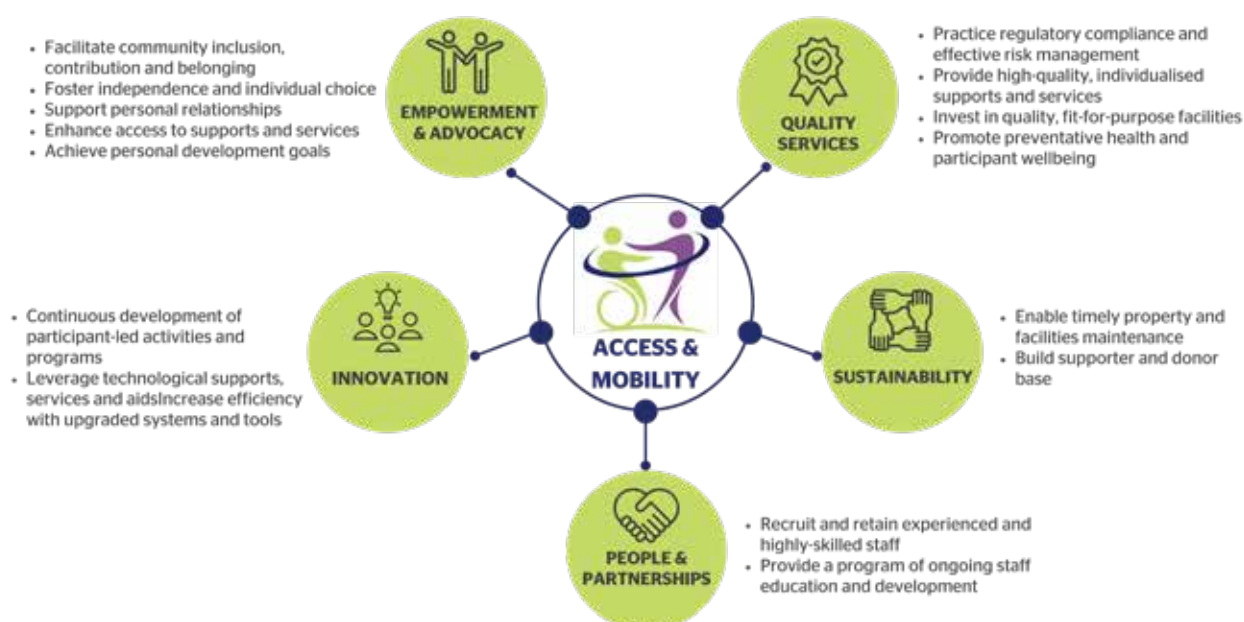 • Facilitate community inclusion,
contribution and belonging
• Foster independence and individual choice
• Support personal relationships
• Enhance access to supports and services
• Achieve personal development goals
EMPOWERMENT
& ADVOCACY
QUALITY
SERVICES
• Practice regulatory compliance and
effective risk management
• Provide high-quality, individualised
supports and services
• Invest in quality, fit-for-purpose facilities
• Promote preventative health and
participant wellbeing
• Continuous development of
participant-led activities and
programs
• Leverage technological supports,
services and aidsIncrease efficiency
with upgraded systems and tools
INNOVATION
ACCESS &
MOBILITY
SUSTAINABILITY
• Enable timely property and
facilities maintenance
• Build supporter and donor
base
PEOPLE &
PARTNERSHIPS
• Recruit and retain experienced and
highly-skilled staff
• Provide a program of ongoing staff
education and development